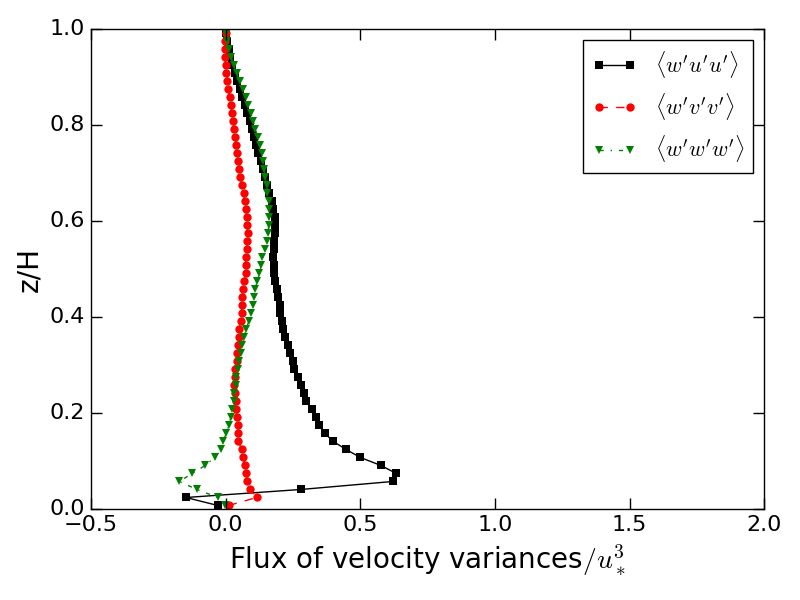 1.0
0.8
0.6
0.4
0.2
0.0
z/H
−0.5 0.0 0.5 1.0 1.5 2.0
Flux of velocity variances/u_*^3
⟨w′u′u′⟩
⟨w′v′v′⟩
⟨w′w′w′⟩